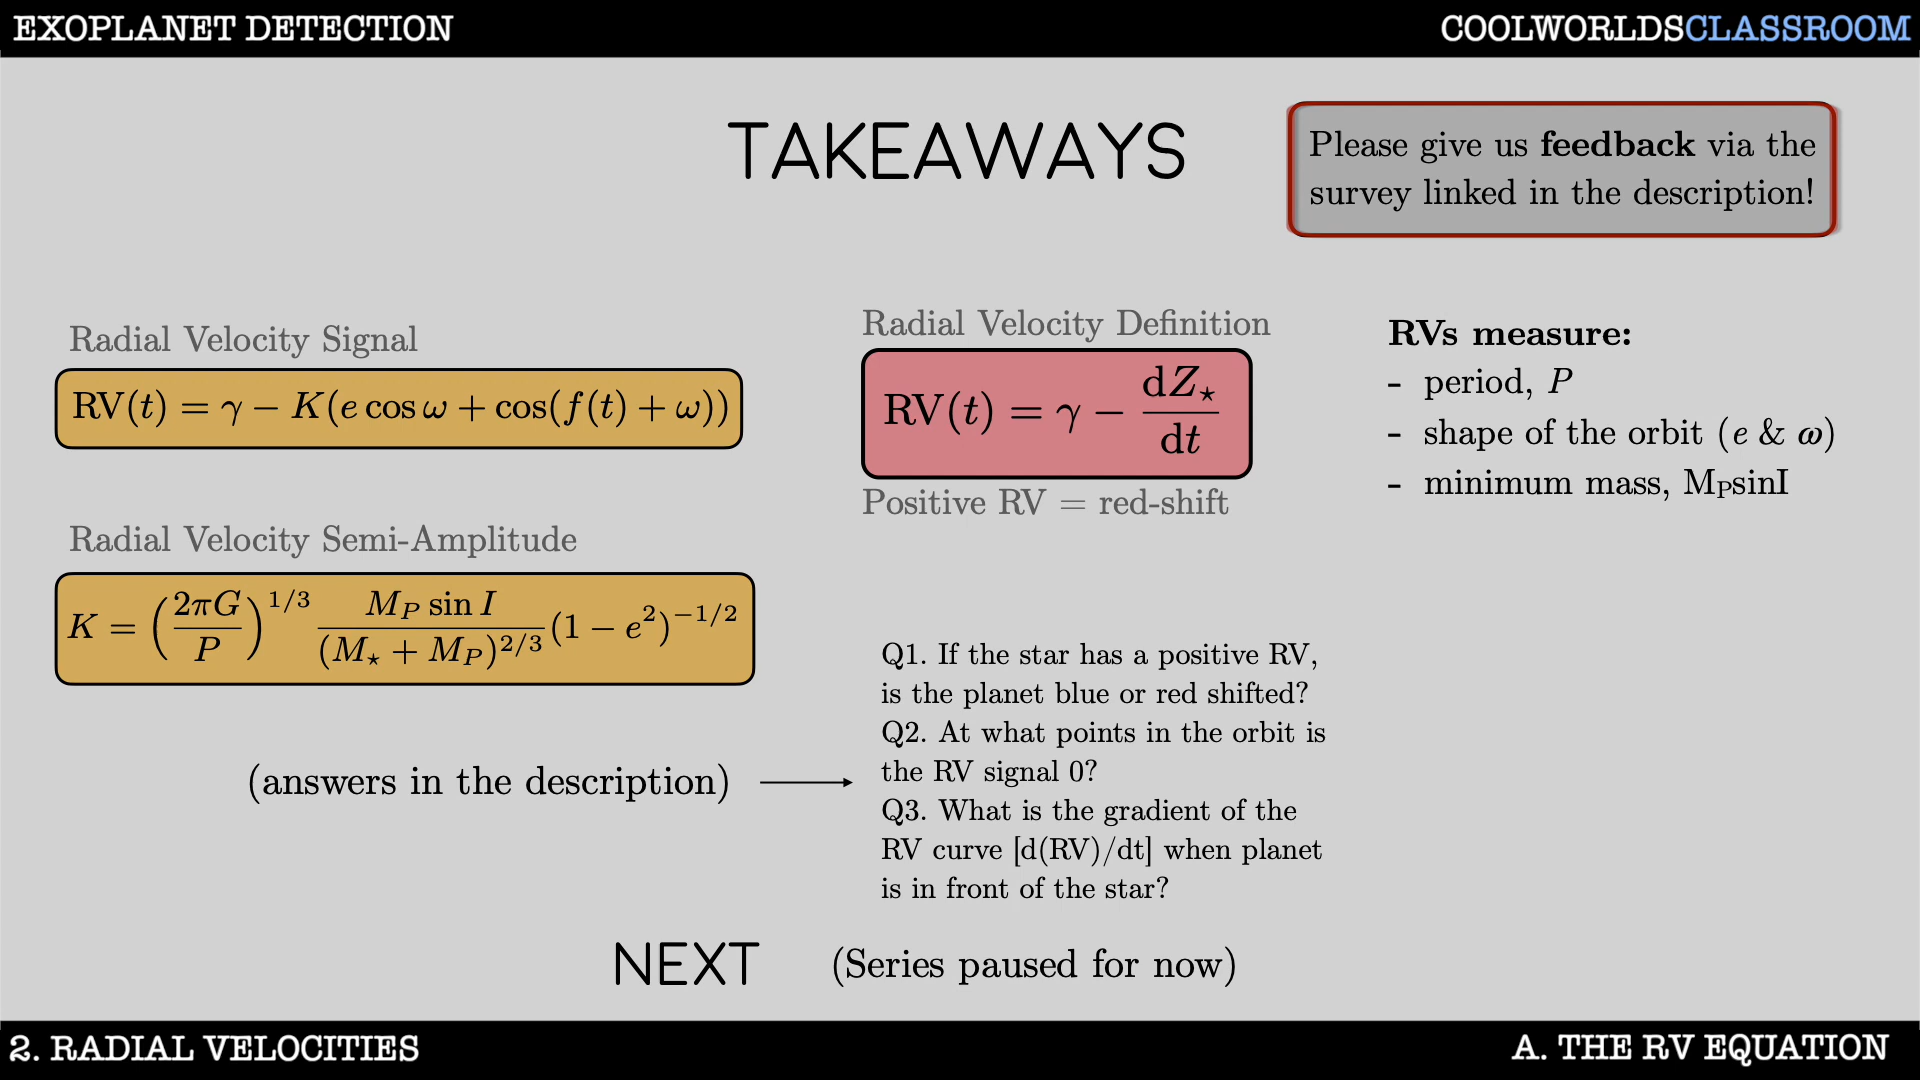 EXOPLANET DETECTION
COOLWORLDSCLASSROOM
TAKEAWAYS
Please give us feedback via the
survey linked in the description!
Radial Velocity Signal
RV(t) = γ − K(e cos ω + cos(f(t) + ω))
Radial Velocity Semi-Amplitude
K = (2πG/P)^{1/3} M_P sin I/(M_⋆ + M_P)^{2/3} (1 − e²)^{−1/2}
(answers in the description)
Radial Velocity Definition
RV(t) = γ − dZ_⋆/dt
Positive RV = red-shift
RVs measure:
- period, P
- shape of the orbit (e & ω)
- minimum mass, MPsinI
Q1. If the star has a positive RV,
is the planet blue or red shifted?
Q2. At what points in the orbit is
the RV signal 0?
Q3. What is the gradient of the
RV curve [d(RV)/dt] when planet
is in front of the star?
NEXT (Series paused for now)
2. RADIAL VELOCITIES
A. THE RV EQUATION